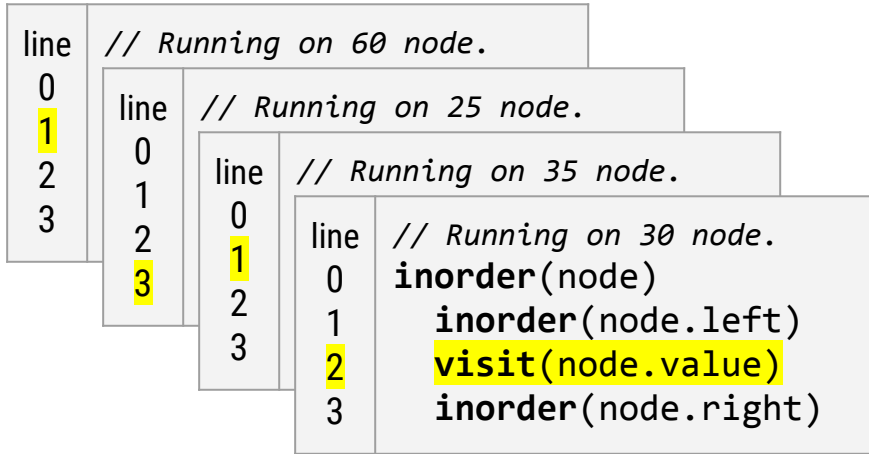 line
0
1
2
3
// Running on 60 node.
line
0
1
2
3
// Running on 25 node.
line
0
1
2
3
// Running on 35 node.
line
0
1
2
3
// Running on 30 node.
inorder(node)
inorder(node.left)
visit(node.value)
inorder(node.right)